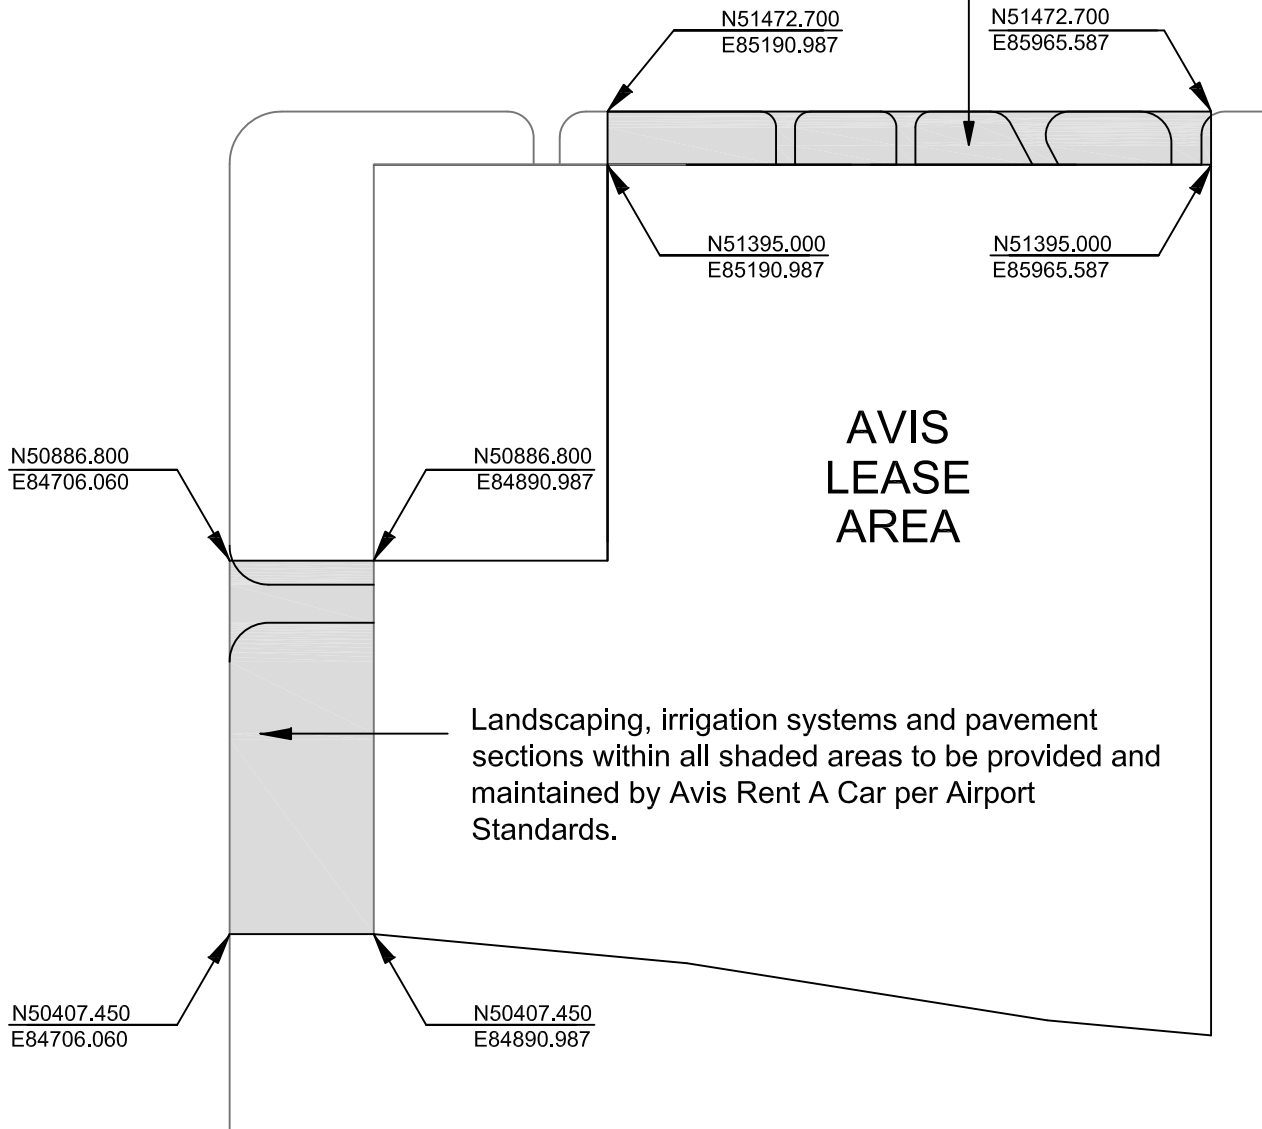 N51472.700
E85190.987
N51472.700
E85965.587
N51395.000
E85190.987
N51395.000
E85965.587
AVIS
LEASE
AREA
N50886.800
E84706.060
N50886.800
E84890.987
Landscaping, irrigation systems and pavement
sections within all shaded areas to be provided and
maintained by Avis Rent A Car per Airport
Standards.
N50407.450
E84706.060
N50407.450
E84890.987